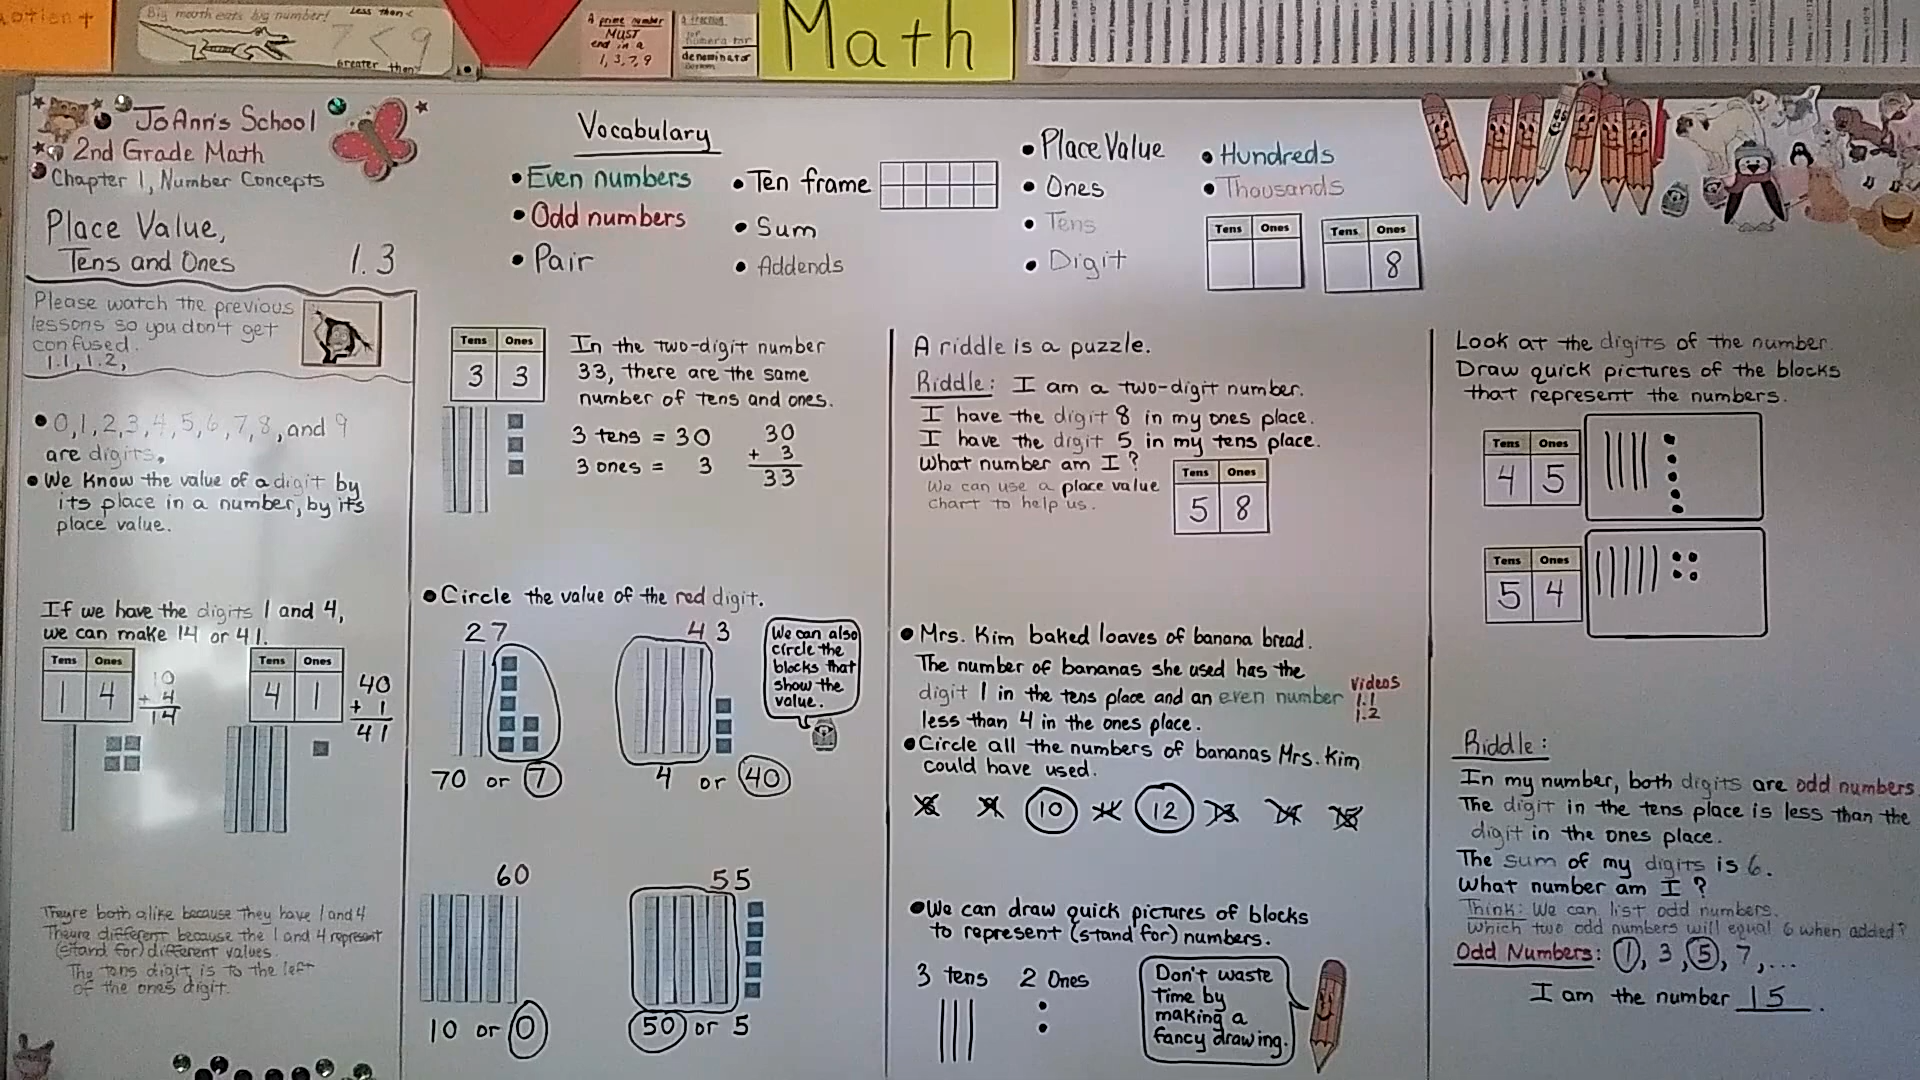 Big mouth eats big number!
Less than <
7 < 9
greater than
A prime number
MUST
end in a
1, 3, 7, 9
a fraction
numerator
denominator
Math
JoAnn's School
2nd Grade Math
Chapter 1, Number Concepts
Place Value,
Tens and Ones 1.3
Please watch the previous
lessons so you don't get
confused.
1.1, 1.2,
Vocabulary
• Even numbers
• Odd numbers
• Pair
• Ten frame
• Sum
• Addends
• Place Value
• Ones
• Tens
• Digit
• Hundreds
• Thousands
Tens Ones
Tens Ones
8
• 0, 1, 2, 3, 4, 5, 6, 7, 8, and 9
are digits.
• We know the value of a digit by
its place in a number, by its
place value.
If we have the digits 1 and 4,
we can make 14 or 41.
Tens Ones
1 4
10
+ 4
14
Tens Ones
4 1
40
+ 1
41
Theyre both alike because they have 1 and 4
Theyre different because the 1 and 4 represent
(stand for) different values.
The tens digit is to the left
of the ones digit.
Tens Ones
3 3
In the two-digit number
33, there are the same
number of tens and ones.
3 tens = 30
3 ones = 3
30
+ 3
33
• Circle the value of the red digit.
27
70 or 7
43
4 or 40
We can also
circle the
blocks that
show the
value.
60
10 or 0
55
50 or 5
A riddle is a puzzle.
Riddle: I am a two-digit number.
I have the digit 8 in my ones place.
I have the digit 5 in my tens place.
What number am I?
We can use a place value
chart to help us.
Tens Ones
5 8
• Mrs. Kim baked loaves of banana bread.
The number of bananas she used has the
digit 1 in the tens place and an even number
less than 4 in the ones place.
Videos
1.1
1.2
• Circle all the numbers of bananas Mrs. Kim
could have used.
8 9 10 11 12 13 14 15
• We can draw quick pictures of blocks
to represent (stand for) numbers.
3 tens 2 Ones
Don't waste
time by
making a
fancy drawing.
Look at the digits of the number.
Draw quick pictures of the blocks
that represent the numbers.
Tens Ones
4 5
Tens Ones
5 4
Riddle:
In my number, both digits are odd numbers
The digit in the tens place is less than the
digit in the ones place.
The sum of my digits is 6.
What number am I?
Think: We can list odd numbers.
Which two odd numbers will equal 6 when added?
Odd Numbers: 1, 3, 5, 7, ...
I am the number 15.